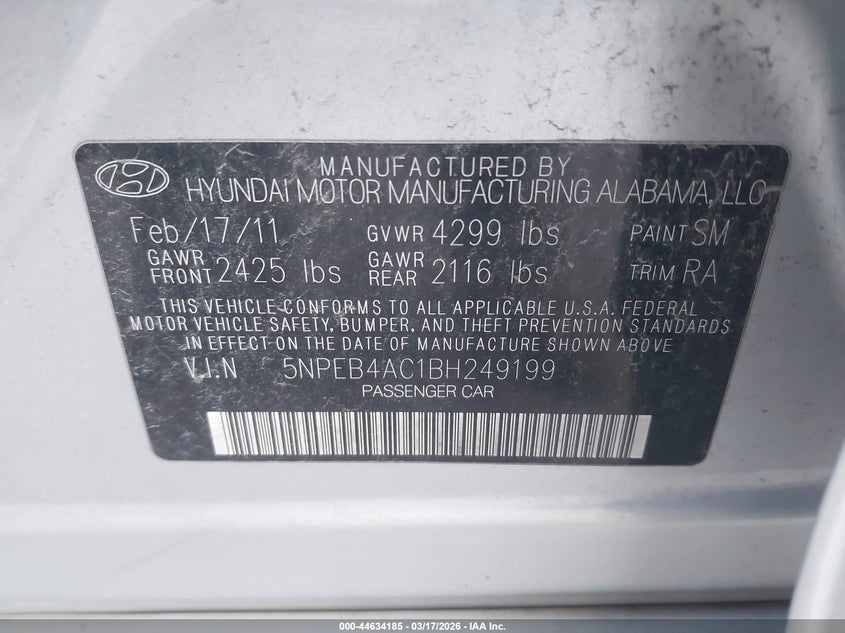 MANUFACTURED BY
HYUNDAI MOTOR MANUFACTURING ALABAMA, LLC
Feb/17/11 GVWR 4299 lbs PAINT SM
GAWR FRONT 2425 lbs GAWR REAR 2116 lbs TRIM RA
THIS VEHICLE CONFORMS TO ALL APPLICABLE U.S.A. FEDERAL
MOTOR VEHICLE SAFETY, BUMPER, AND THEFT PREVENTION STANDARDS
IN EFFECT ON THE DATE OF MANUFACTURE SHOWN ABOVE
V.I.N 5NPEB4AC1BH249199
PASSENGER CAR
000-44634185 - 03/17/2026 - IAA Inc.